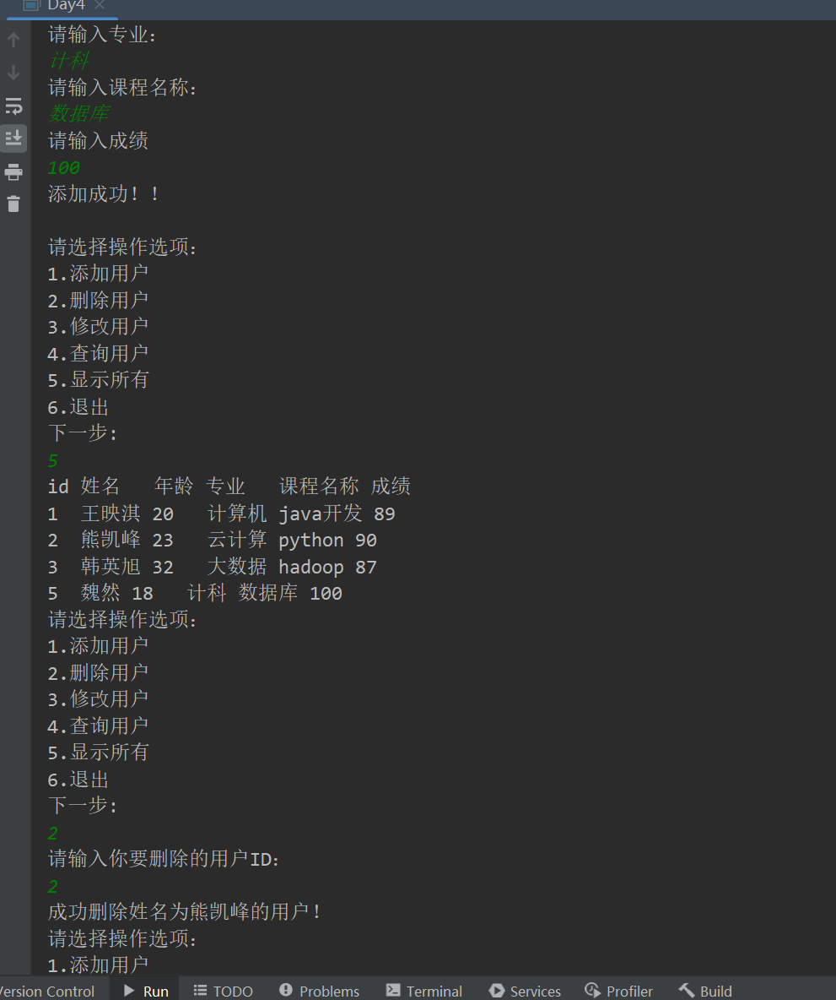 Day4
请输入专业：
计科
请输入课程名称：
数据库
请输入成绩
100
添加成功！！
请选择操作选项：
1.添加用户
2.删除用户
3.修改用户
4.查询用户
5.显示所有
6.退出
下一步：
5
id 姓名 年龄 专业 课程名称 成绩
1 王映淇 20 计算机 java开发 89
2 熊凯峰 23 云计算 python 90
3 韩英旭 32 大数据 hadoop 87
5 魏然 18 计科 数据库 100
请选择操作选项：
1.添加用户
2.删除用户
3.修改用户
4.查询用户
5.显示所有
6.退出
下一步：
2
请输入你要删除的用户ID：
2
成功删除姓名为熊凯峰的用户！
请选择操作选项：
1.添加用户
Version Control Run TODO Problems Terminal Services Profiler Build